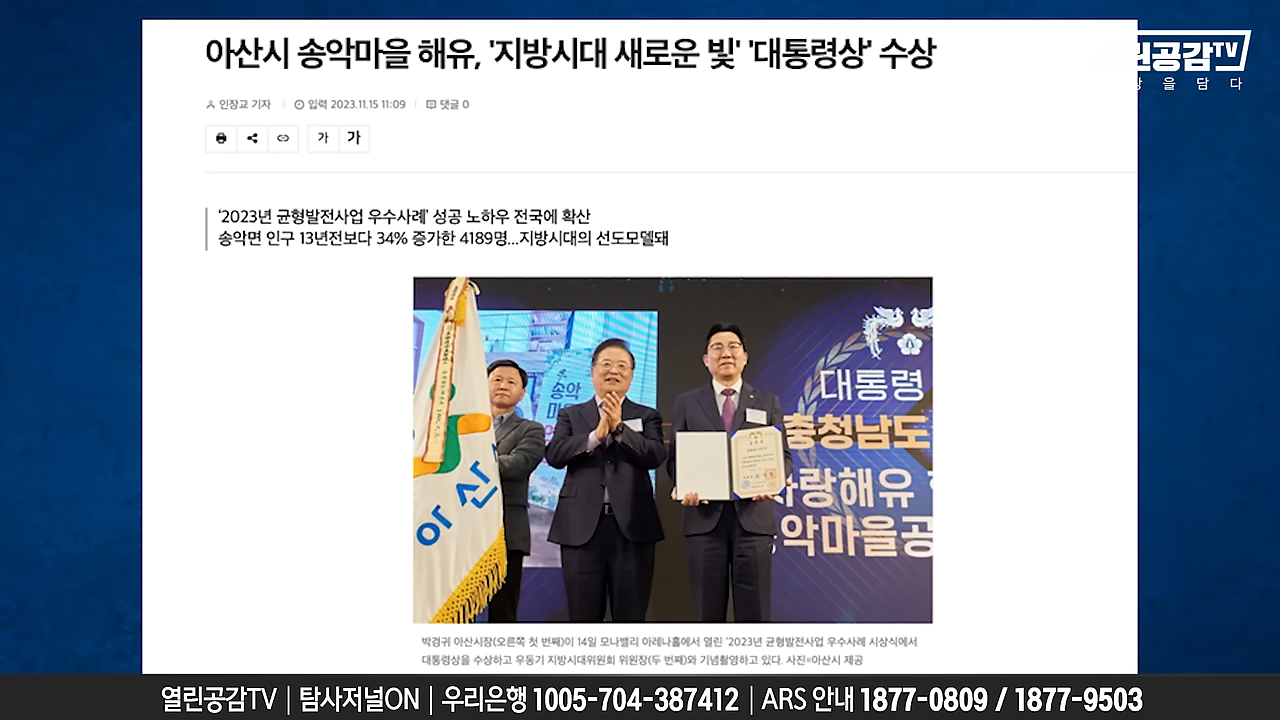 아산시 송악마을 해유, '지방시대 새로운 빛' '대통령상' 수상
린공감TV
을 담 다
인장교 기자 | 입력 2023.11.15 11:09 | 댓글 0
가 가
‘2023년 균형발전사업 우수사례’ 성공 노하우 전국에 확산
송악면 인구 13년전보다 34% 증가한 4189명...지방시대의 선도모델돼
송악
대통령
충청남도
사랑해유
송악마을공
아산
박경귀 아산시장(오른쪽 첫 번째)이 14일 모나밸리 아레나홀에서 열린 '2023년 균형발전사업 우수사례 시상식에서
대통령상을 수상하고 우동기 지방시대위원회 위원장(두 번째)와 기념촬영하고 있다. 사진=아산시 제공
열린공감TV | 탐사저널ON | 우리은행 1005-704-387412 | ARS 안내 1877-0809 / 1877-9503